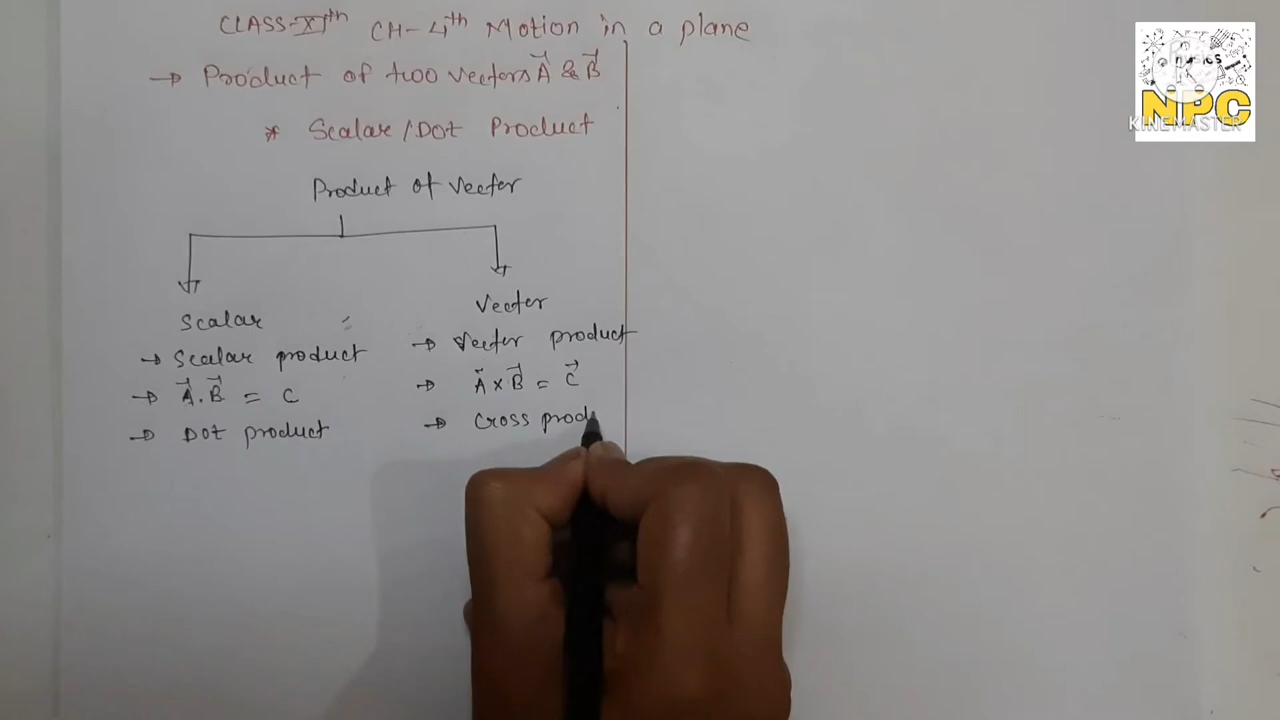 CLASS-XIth CH-4th Motion in a plane
→ Product of two vectors A⃗ & B⃗
* Scalar/Dot Product
Product of Vector
Scalar
→ Scalar product
→ A⃗.B⃗ = C
→ Dot product
Vector
→ Vector product
→ A⃗ × B⃗ = C⃗
→ Cross prod
Physics
NPC
KINEMASTER